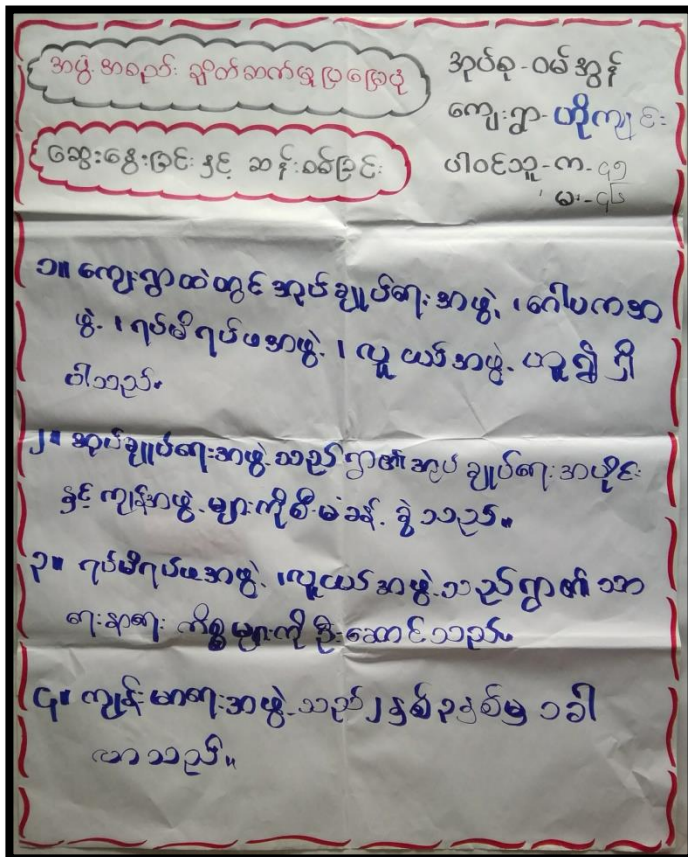 အဖွဲ့အစည်း ချိတ်ဆက်မှုပြမြေပုံ
ဆွေးနွေးခြင်း နှင့် ဆန်းစစ်ခြင်း
အုပ်စု - ဝမ်အွန်
ကျေးရွာ - ဟိုကျင်း
ပါဝင်သူ - က -
မ -
၁။ ကျေးရွာထဲတွင် အုပ်ချုပ်ရေးအဖွဲ့၊ ဂေါပကအ
ဖွဲ့၊ ရပ်မိရပ်ဖအဖွဲ့၊ လူငယ်အဖွဲ့ ဟူ၍ ရှိ
ပါသည်။
၂။ အုပ်ချုပ်ရေးအဖွဲ့သည် ရွာ၏ အုပ်ချုပ်ရေးအပိုင်း
နှင့် ကျန်အဖွဲ့များကို စီမံခန့်ခွဲသည်။
၃။ ရပ်မိရပ်ဖအဖွဲ့၊ လူငယ်အဖွဲ့သည် ရွာ၏ သာ
ရေးနာရေး ကိစ္စများကို ဦးဆောင်သည်။
၄။ ကျန်းမာရေးအဖွဲ့သည် ၂နှစ် ၃နှစ်မှ ၁ခါ
လာသည်။